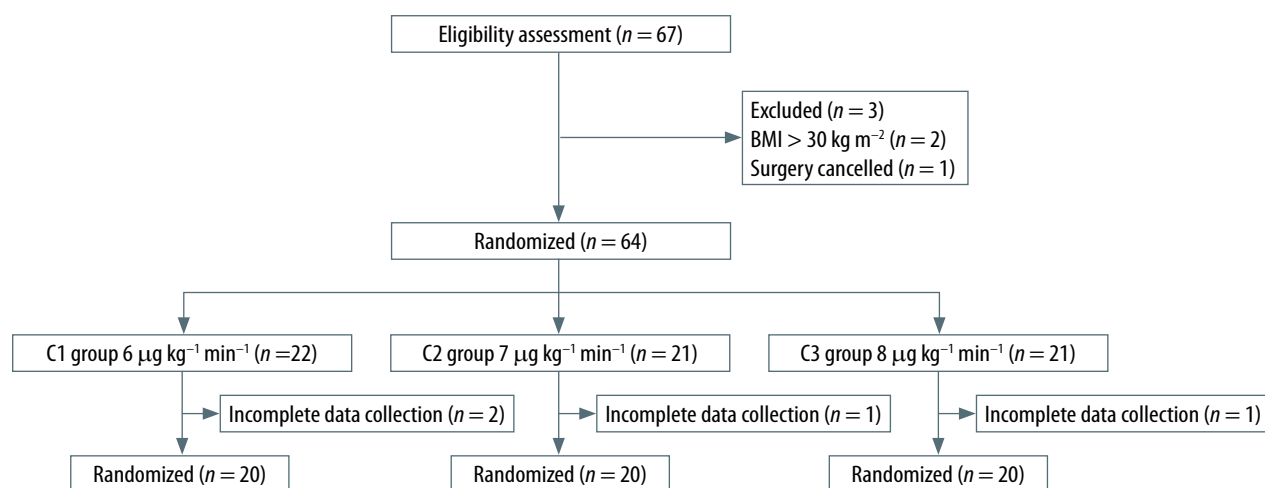 Eligibility assessment (n = 67)
Excluded (n = 3)
BMI > 30 kg m⁻² (n = 2)
Surgery cancelled (n = 1)
Randomized (n = 64)
C1 group 6 μg kg⁻¹ min⁻¹ (n =22)
C2 group 7 μg kg⁻¹ min⁻¹ (n = 21)
C3 group 8 μg kg⁻¹ min⁻¹ (n = 21)
Incomplete data collection (n = 2)
Incomplete data collection (n = 1)
Incomplete data collection (n = 1)
Randomized (n = 20)
Randomized (n = 20)
Randomized (n = 20)